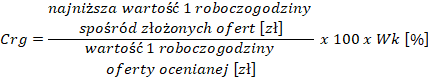 najniższa wartość 1 roboczogodziny
spośród złożonych ofert [zł]
Crg = x 100 x Wk [%]
wartość 1 roboczogodziny
oferty ocenianej [zł]